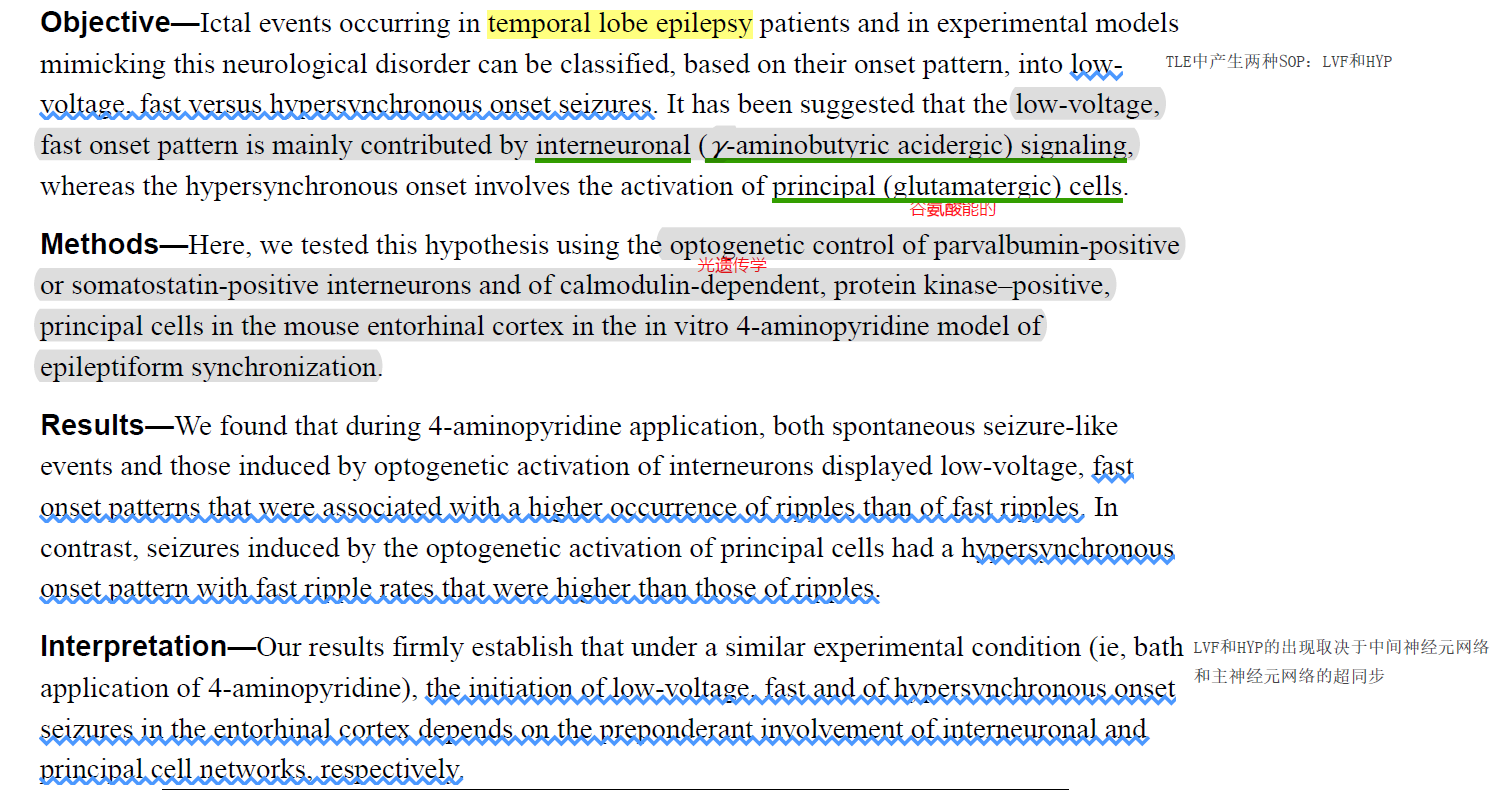 Objective—Ictal events occurring in temporal lobe epilepsy patients and in experimental models
mimicking this neurological disorder can be classified, based on their onset pattern, into low-
TLE中产生两种SOP：LVF和HYP
voltage, fast versus hypersynchronous onset seizures. It has been suggested that the low-voltage,
fast onset pattern is mainly contributed by interneuronal (γ-aminobutyric acidergic) signaling,
whereas the hypersynchronous onset involves the activation of principal (glutamatergic) cells.
谷氨酸能的
Methods—Here, we tested this hypothesis using the optogenetic control of parvalbumin-positive
光遗传学
or somatostatin-positive interneurons and of calmodulin-dependent, protein kinase–positive,
principal cells in the mouse entorhinal cortex in the in vitro 4-aminopyridine model of
epileptiform synchronization.
Results—We found that during 4-aminopyridine application, both spontaneous seizure-like
events and those induced by optogenetic activation of interneurons displayed low-voltage, fast
onset patterns that were associated with a higher occurrence of ripples than of fast ripples. In
contrast, seizures induced by the optogenetic activation of principal cells had a hypersynchronous
onset pattern with fast ripple rates that were higher than those of ripples.
Interpretation—Our results firmly establish that under a similar experimental condition (ie, bath
application of 4-aminopyridine), the initiation of low-voltage, fast and of hypersynchronous onset
seizures in the entorhinal cortex depends on the preponderant involvement of interneuronal and
principal cell networks, respectively.
LVF和HYP的出现取决于中间神经元网络
和主神经元网络的超同步